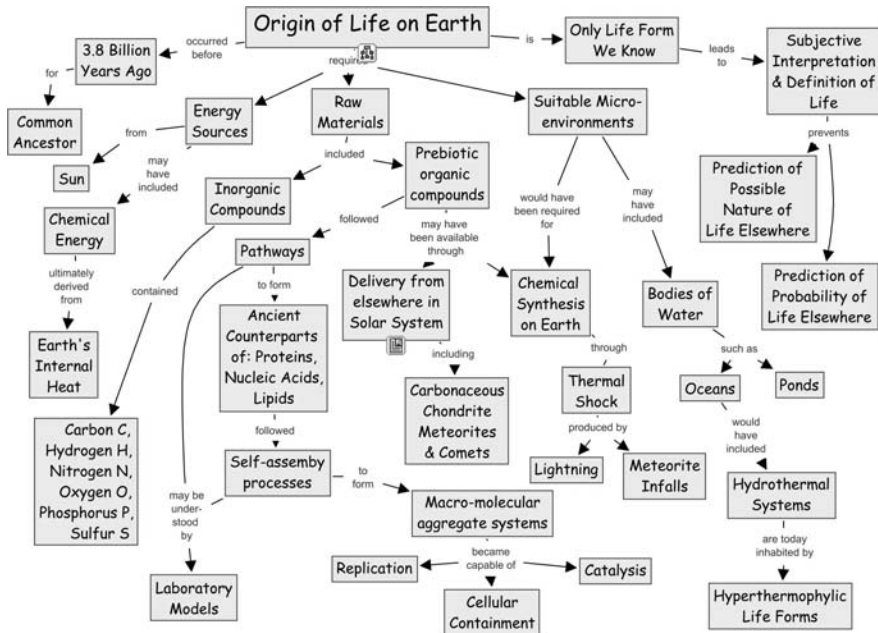 Origin of Life on Earth
is
Only Life Form
We Know
leads
to
Subjective
Interpretation
& Definition of
Life
occurred
before
3.8 Billion
Years Ago
for
Common
Ancestor
required
Energy
Sources
from
Sun
may
have
included
Chemical
Energy
ultimately
derived
from
Earth's
Internal
Heat
Raw
Materials
included
Inorganic
Compounds
contained
Carbon C,
Hydrogen H,
Nitrogen N,
Oxygen O,
Phosphorus P,
Sulfur S
Prebiotic
organic
compounds
followed
Pathways
to form
Ancient
Counterparts
of: Proteins,
Nucleic Acids,
Lipids
followed
Self-assemby
processes
may be
under-
stood
by
Laboratory
Models
to
form
Macro-molecular
aggregate systems
became
capable of
Replication
Cellular
Containment
Catalysis
may have
been available
through
Delivery from
elsewhere in
Solar System
including
Carbonaceous
Chondrite
Meteorites
& Comets
Suitable Micro-
environments
would have
been required
for
Chemical
Synthesis
on Earth
through
Thermal
Shock
produced by
Lightning
Meteorite
Infalls
may
have
included
Bodies of
Water
such as
Oceans
Ponds
would
have
included
Hydrothermal
Systems
are today
inhabited by
Hyperthermophylic
Life Forms
prevents
Prediction of
Possible
Nature of
Life Elsewhere
Prediction of
Probability of
Life Elsewhere